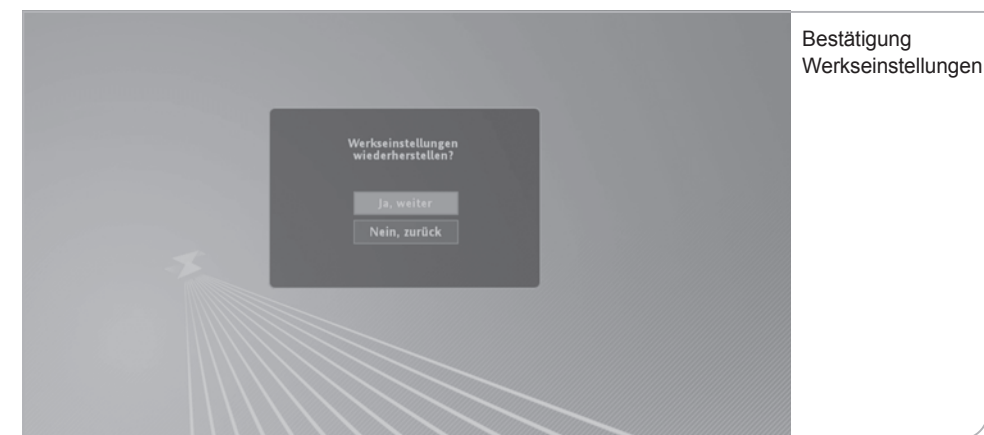 Bestätigung
Werkseinstellungen
Werkseinstellungen
wiederherstellen?
Ja, weiter
Nein, zurück